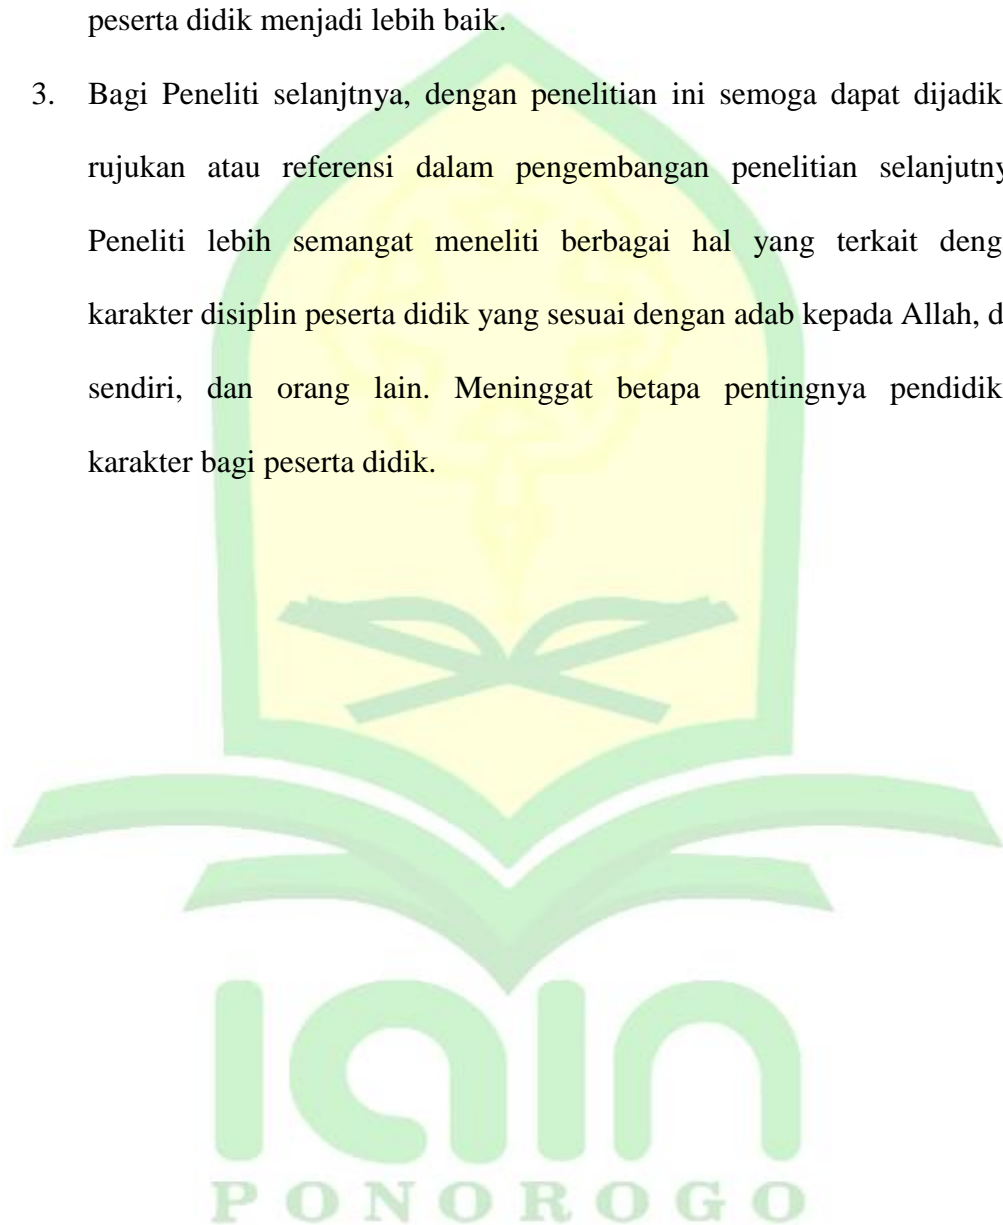 peserta didik menjadi lebih baik.
3. Bagi Peneliti selanjtnya, dengan penelitian ini semoga dapat dijadik
rujukan atau referensi dalam pengembangan penelitian selanjutny
Peneliti lebih semangat meneliti berbagai hal yang terkait deng
karakter disiplin peserta didik yang sesuai dengan adab kepada Allah, d
sendiri, dan orang lain. Meninggat betapa pentingnya pendidik
karakter bagi peserta didik.
iain
PONOROGO